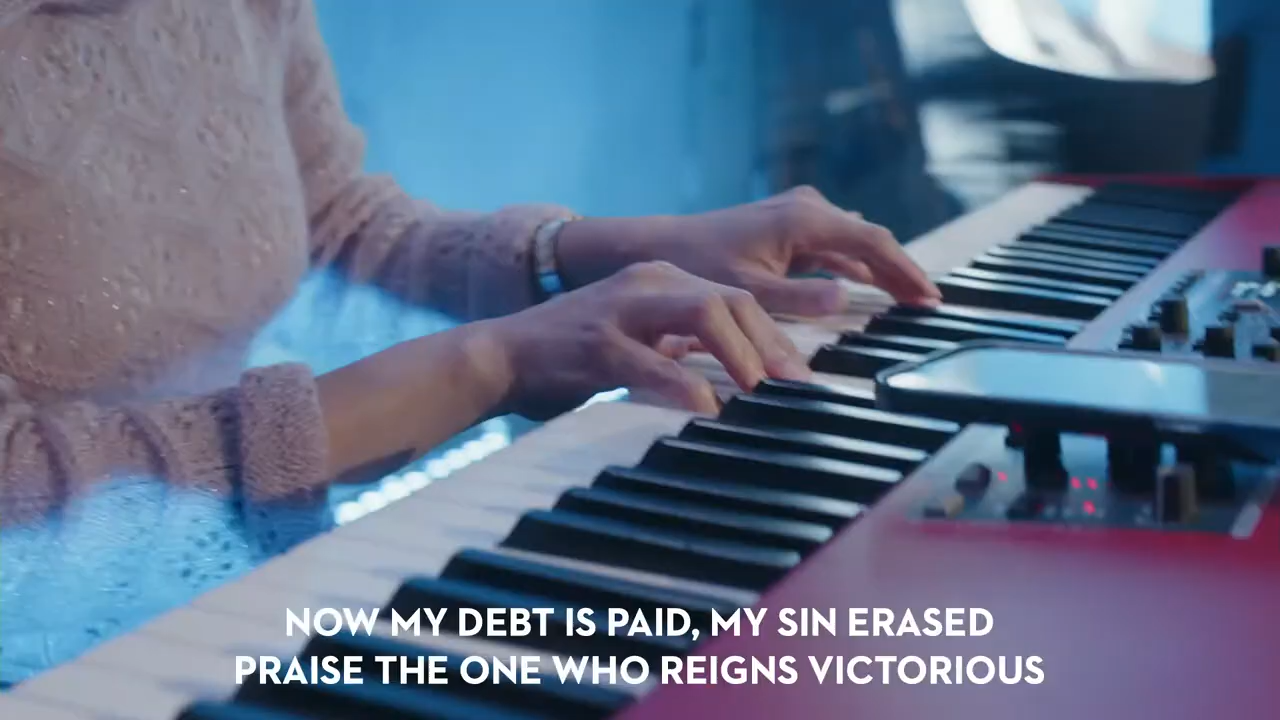 NOW MY DEBT IS PAID, MY SIN ERASED
PRAISE THE ONE WHO REIGNS VICTORIOUS